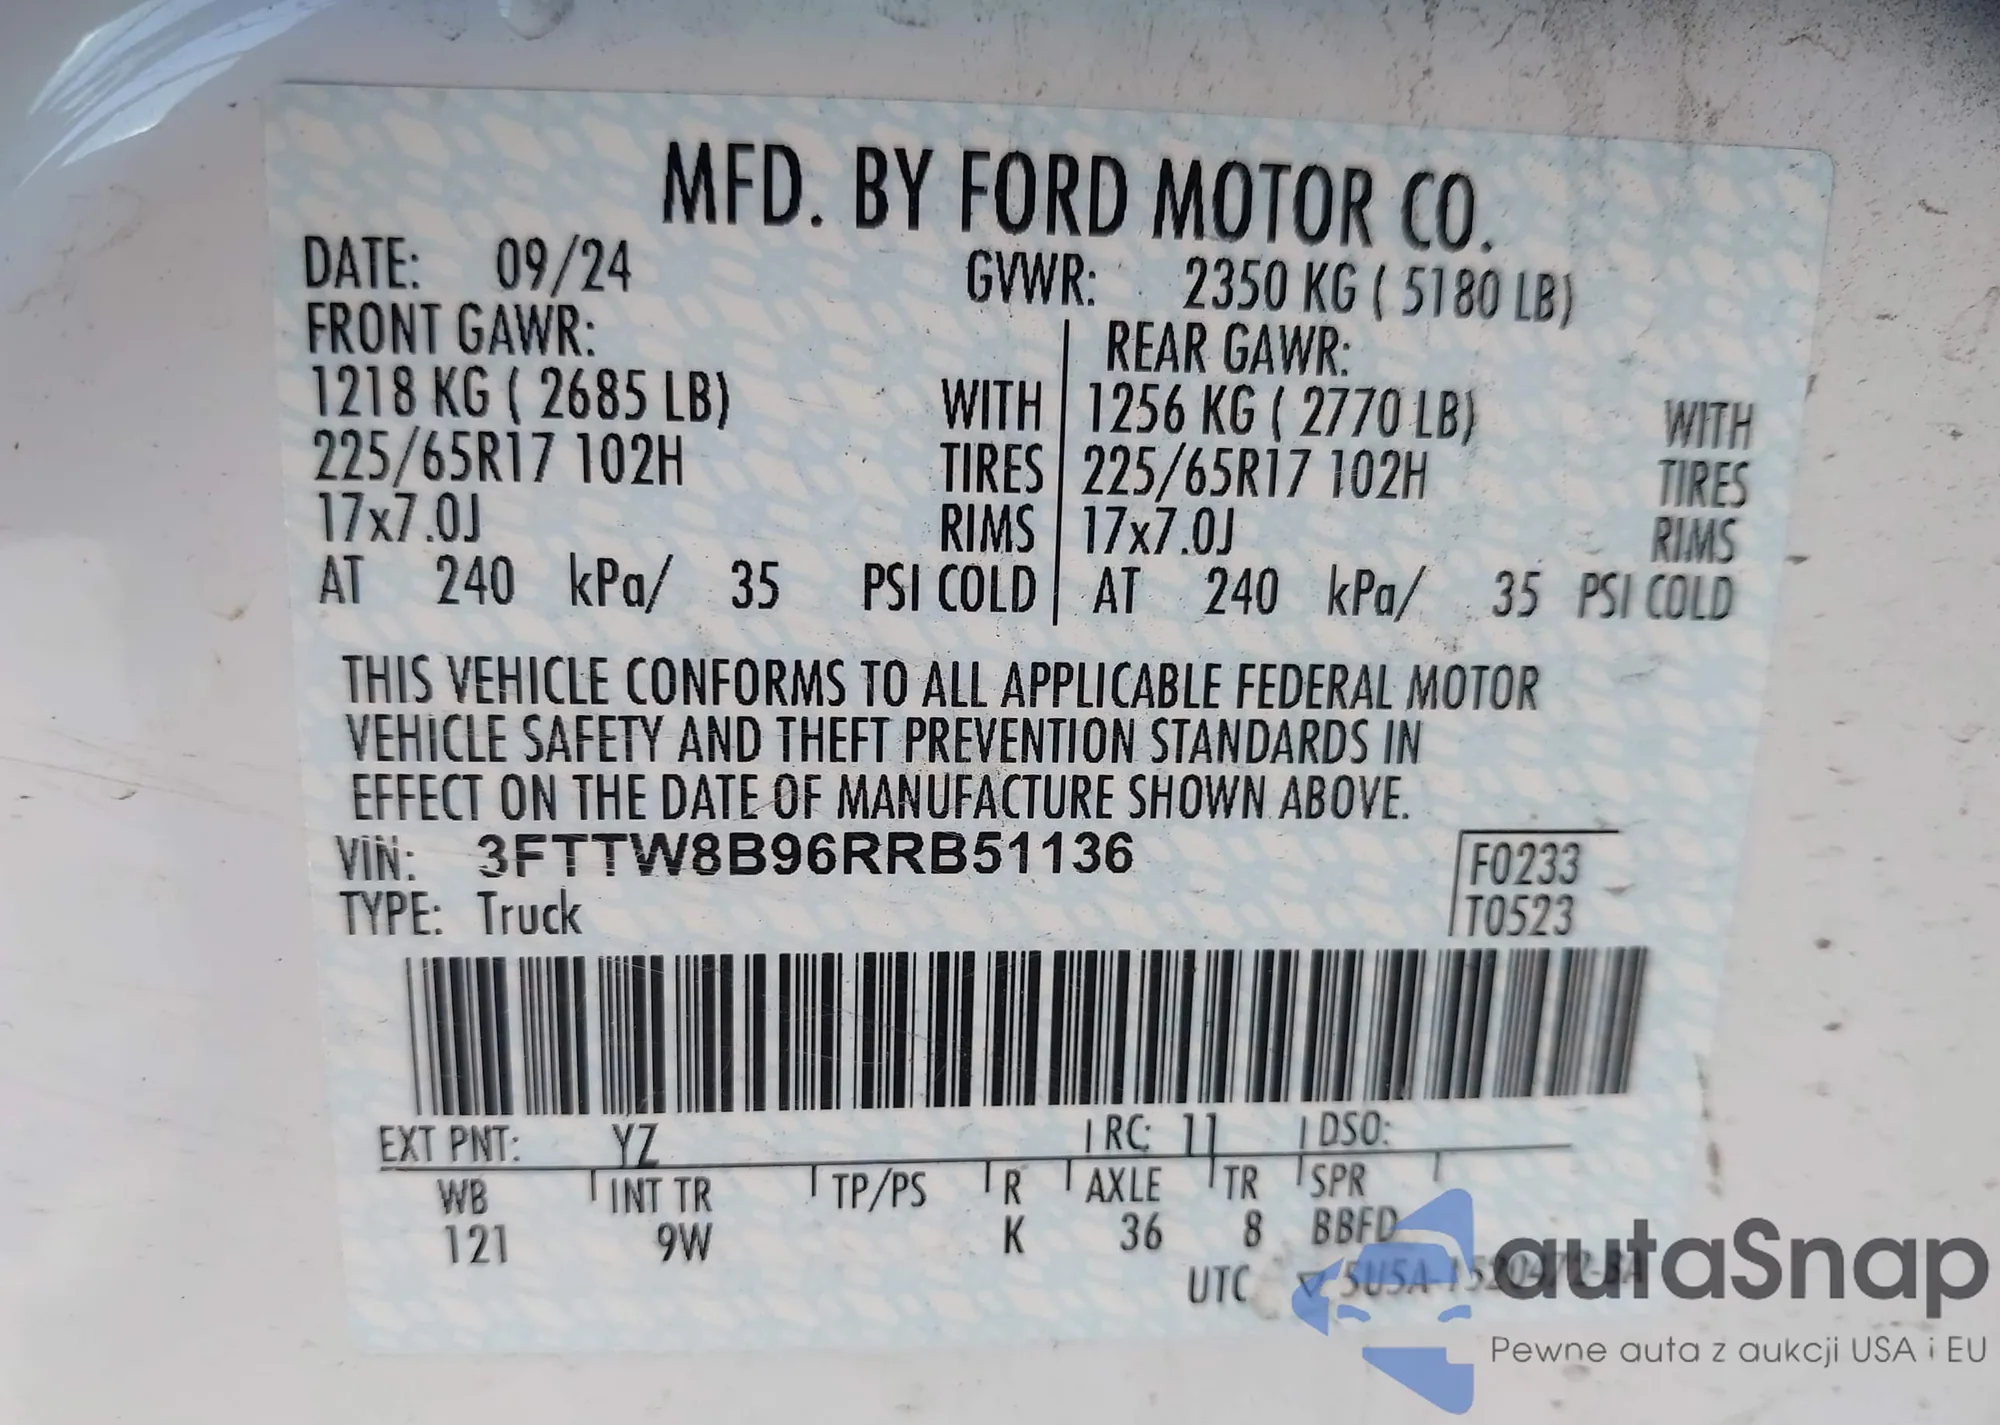 MFD. BY FORD MOTOR CO.
DATE: 09/24 GVWR: 2350 KG ( 5180 LB)
FRONT GAWR: REAR GAWR:
1218 KG ( 2685 LB) WITH 1256 KG ( 2770 LB) WITH
225/65R17 102H TIRES 225/65R17 102H TIRES
17x7.0J RIMS 17x7.0J RIMS
AT 240 kPa/ 35 PSI COLD AT 240 kPa/ 35 PSI COLD
THIS VEHICLE CONFORMS TO ALL APPLICABLE FEDERAL MOTOR
VEHICLE SAFETY AND THEFT PREVENTION STANDARDS IN
EFFECT ON THE DATE OF MANUFACTURE SHOWN ABOVE.
VIN: 3FTTW8B96RRB51136
TYPE: Truck
F0233
T0523
EXT PNT: YZ RC: 11 DSO:
WB INT TR TP/PS R AXLE TR SPR
121 9W K 36 8 BBFD
UTC
autaSnap
Pewne auta z aukcji USA i EU